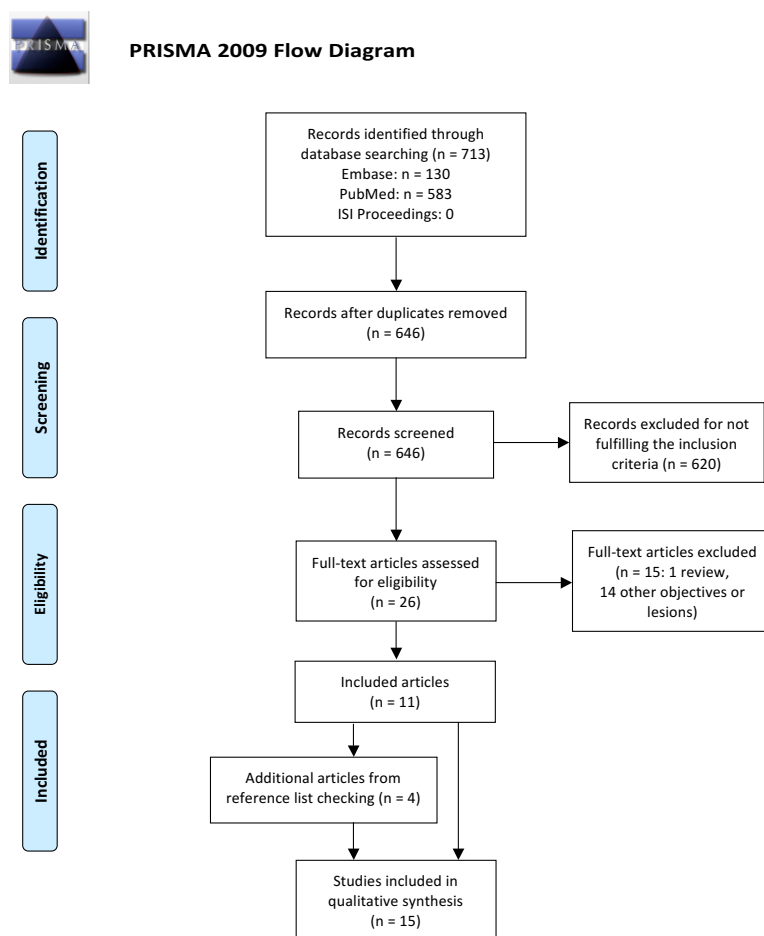 PRISMA
PRISMA 2009 Flow Diagram
Identification
Records identified through
database searching (n = 713)
Embase: n = 130
PubMed: n = 583
ISI Proceedings: 0
Records after duplicates removed
(n = 646)
Screening
Records screened
(n = 646)
Records excluded for not
fulfilling the inclusion
criteria (n = 620)
Eligibility
Full-text articles assessed
for eligibility
(n = 26)
Full-text articles excluded
(n = 15: 1 review,
14 other objectives or
lesions)
Included
Included articles
(n = 11)
Additional articles from
reference list checking (n = 4)
Studies included in
qualitative synthesis
(n = 15)